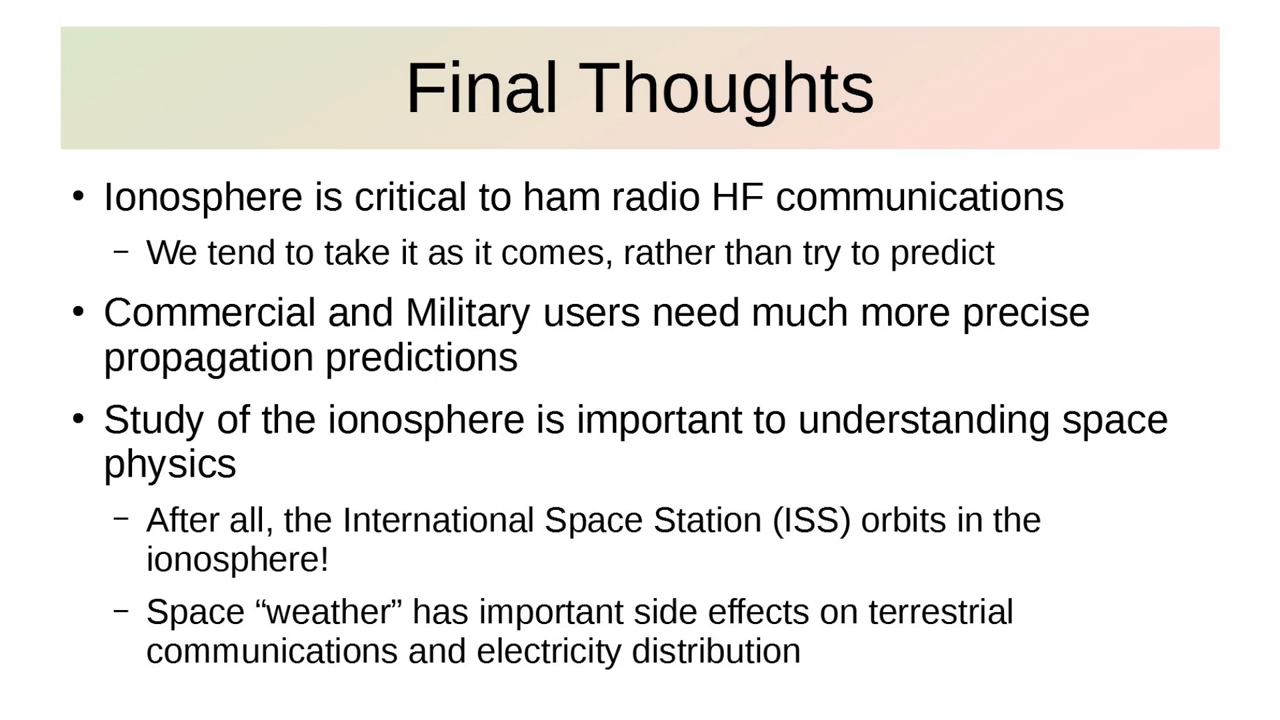 Final Thoughts
• Ionosphere is critical to ham radio HF communications
– We tend to take it as it comes, rather than try to predict
• Commercial and Military users need much more precise
propagation predictions
• Study of the ionosphere is important to understanding space
physics
– After all, the International Space Station (ISS) orbits in the
ionosphere!
– Space “weather” has important side effects on terrestrial
communications and electricity distribution